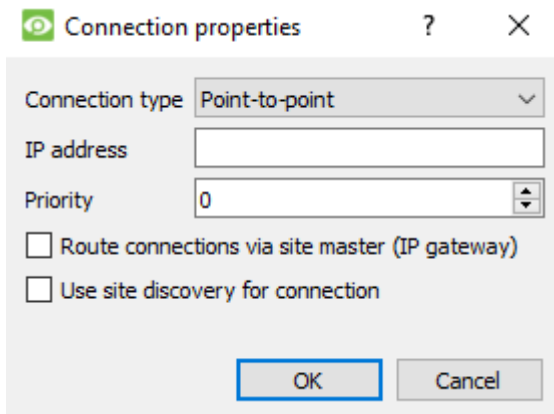 Connection properties ?
Connection type Point-to-point
IP address
Priority 0
Route connections via site master (IP gateway)
Use site discovery for connection
OK Cancel